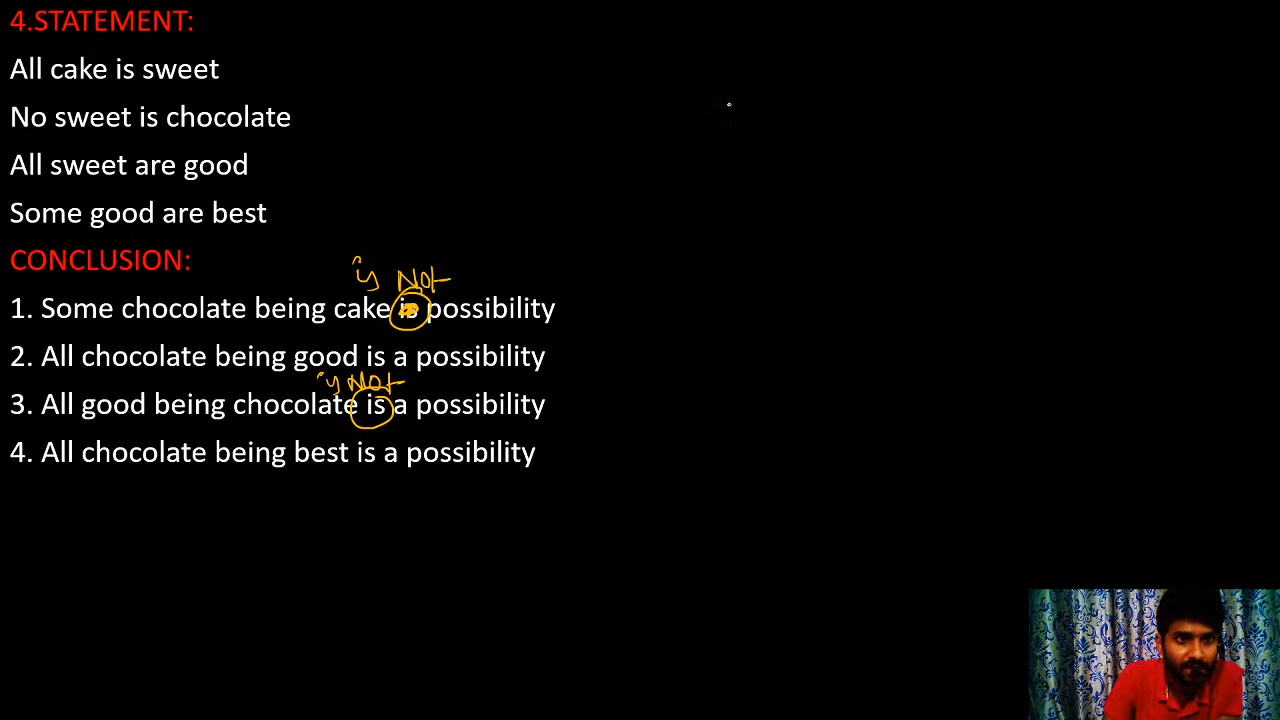 4.STATEMENT:
All cake is sweet
No sweet is chocolate
All sweet are good
Some good are best
CONCLUSION:
is Not
1. Some chocolate being cake is possibility
2. All chocolate being good is a possibility
is Not
3. All good being chocolate is a possibility
4. All chocolate being best is a possibility